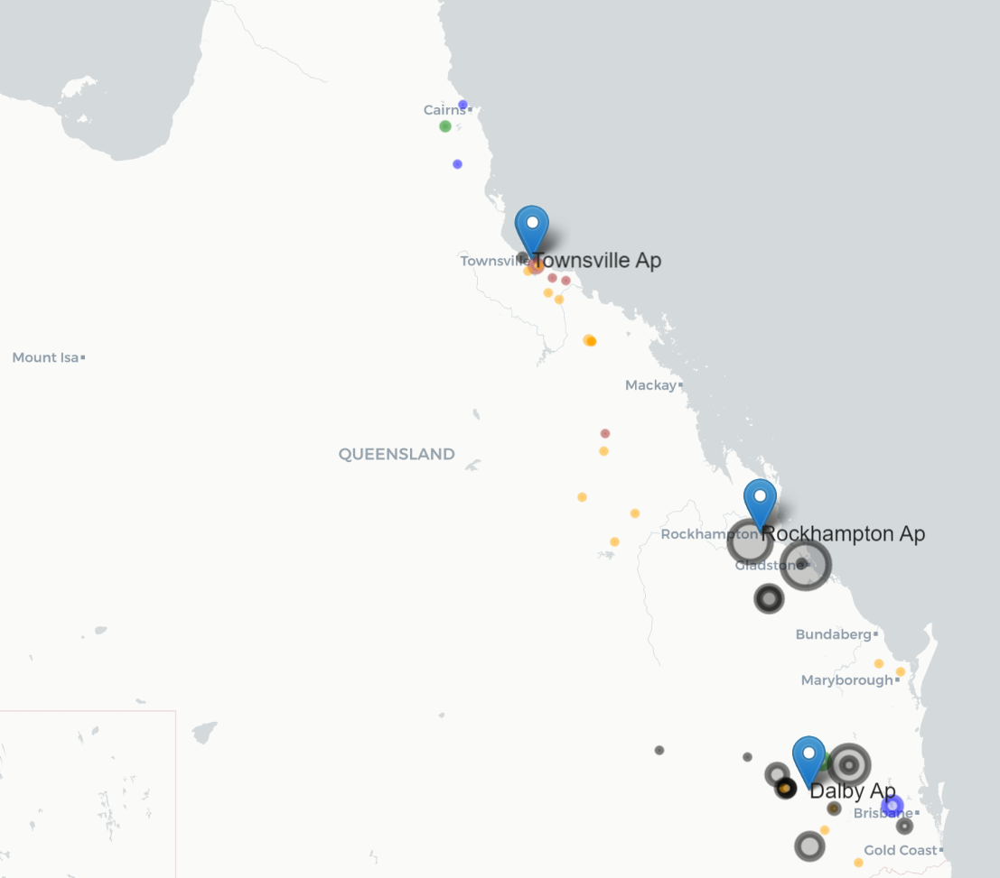 Cairns
Townsville
Townsville Ap
Mount Isa
Mackay
QUEENSLAND
Rockhampton
Rockhampton Ap
Gladstone
Bundaberg
Maryborough
Dalby Ap
Brisbane
Gold Coast